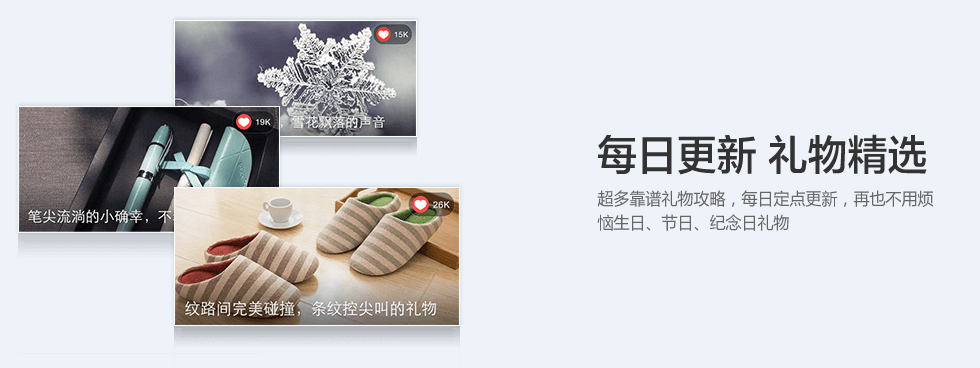 15K
，雪花飘落的声音
19K
笔尖流淌的小确幸，不
26K
纹路间完美碰撞，条纹控尖叫的礼物
每日更新 礼物精选
超多靠谱礼物攻略，每日定点更新，再也不用烦
恼生日、节日、纪念日礼物